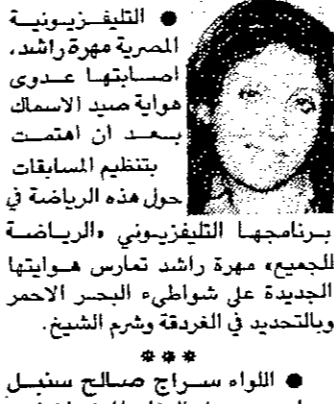 ● التليفزيونية
المصرية مهرة راشد،
اصابتها عدوى
هواية صيد الاسماك
بعد ان اهتمت
بتنظيم المسابقات
حول هذه الرياضة في
برنامجها التليفزيوني «الرياضة
للجميع» مهرة راشد تمارس هوايتها
الجديدة على شواطىء البحر الاحمر
وبالتحديد في الغردقة وشرم الشيخ.
***
● اللواء سراج صالح سنبل